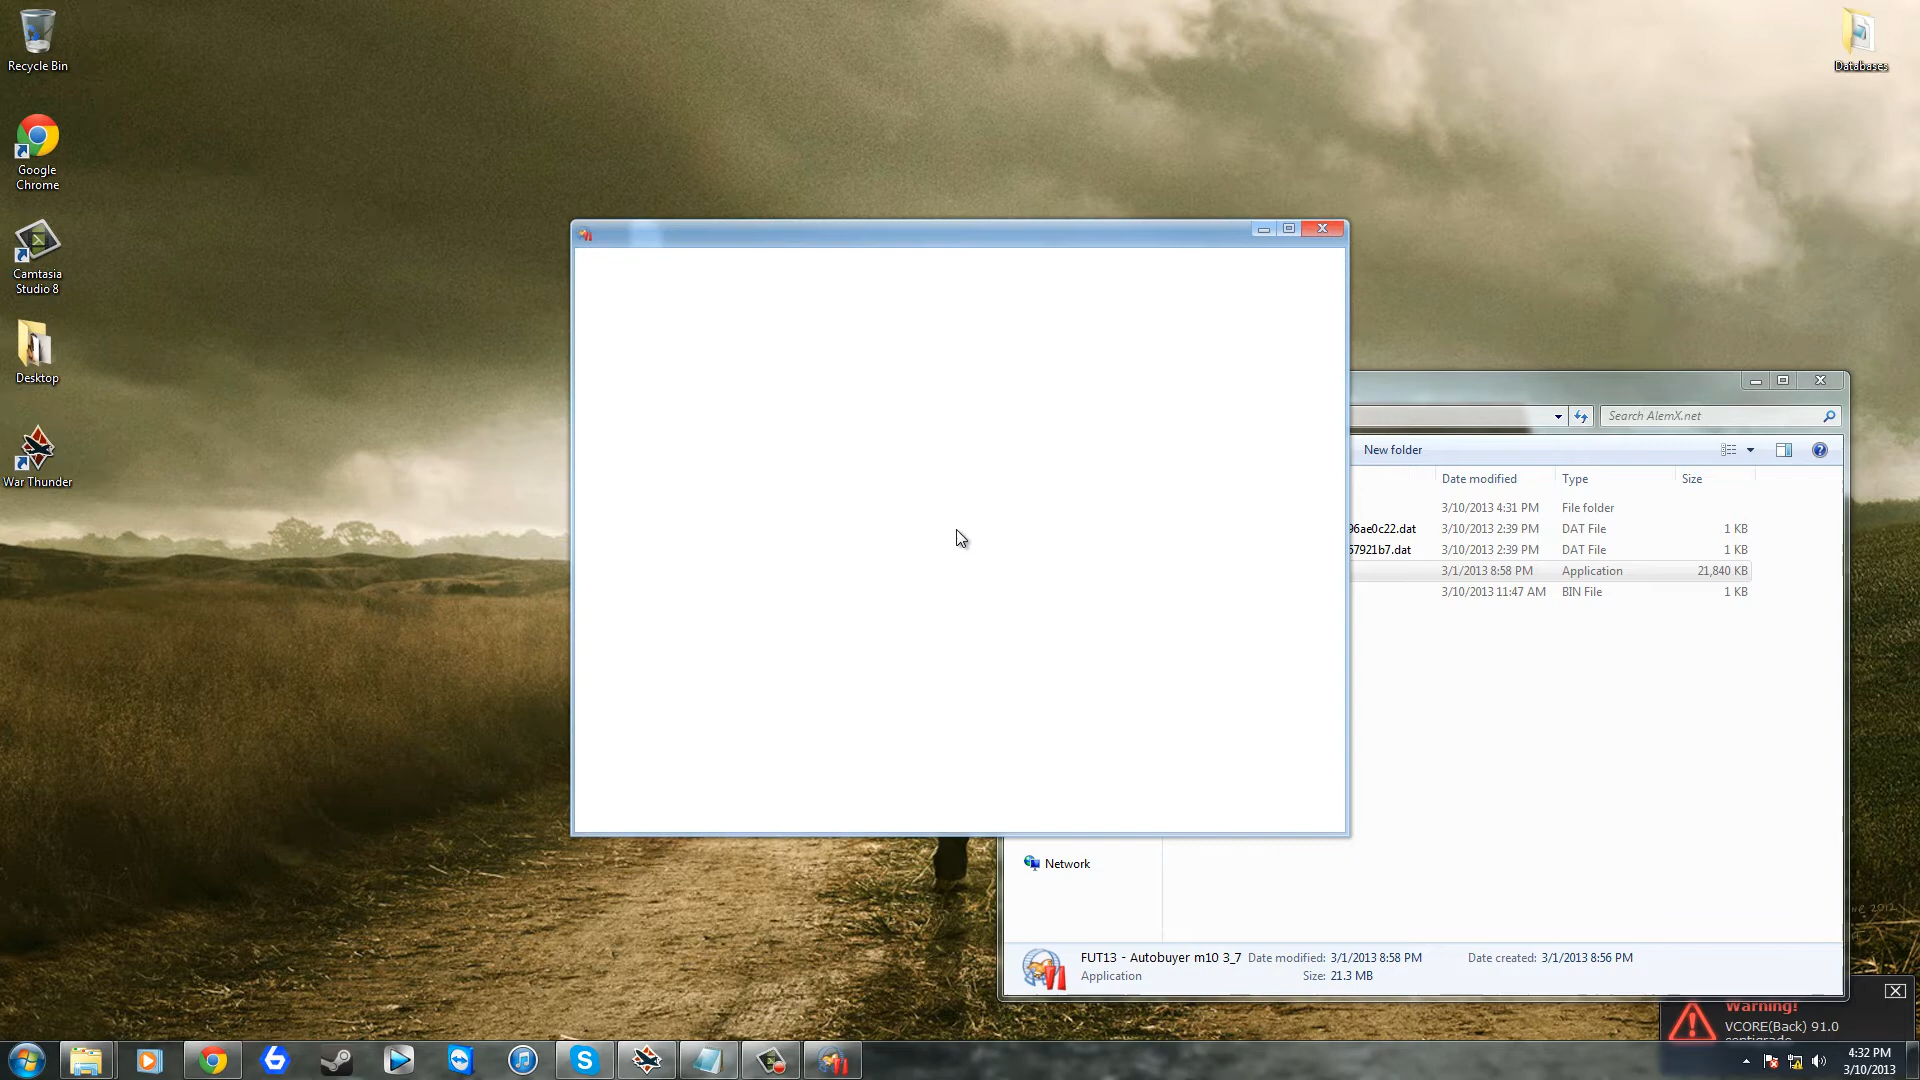 Recycle Bin
Databases
Google
Chrome
Camtasia
Studio 8
Desktop
War Thunder
Search AlemX.net
New folder
Date modified Type Size
3/10/2013 4:31 PM File folder
96ae0c22.dat 3/10/2013 2:39 PM DAT File 1 KB
57921b7.dat 3/10/2013 2:39 PM DAT File 1 KB
3/1/2013 8:58 PM Application 21,840 KB
3/10/2013 11:47 AM BIN File 1 KB
Network
FUT13 - Autobuyer m10 3_7 Date modified: 3/1/2013 8:58 PM Date created: 3/1/2013 8:56 PM
Application Size: 21.3 MB
Warning!
VCORE(Back) 91.0
centigrade
4:32 PM
3/10/2013